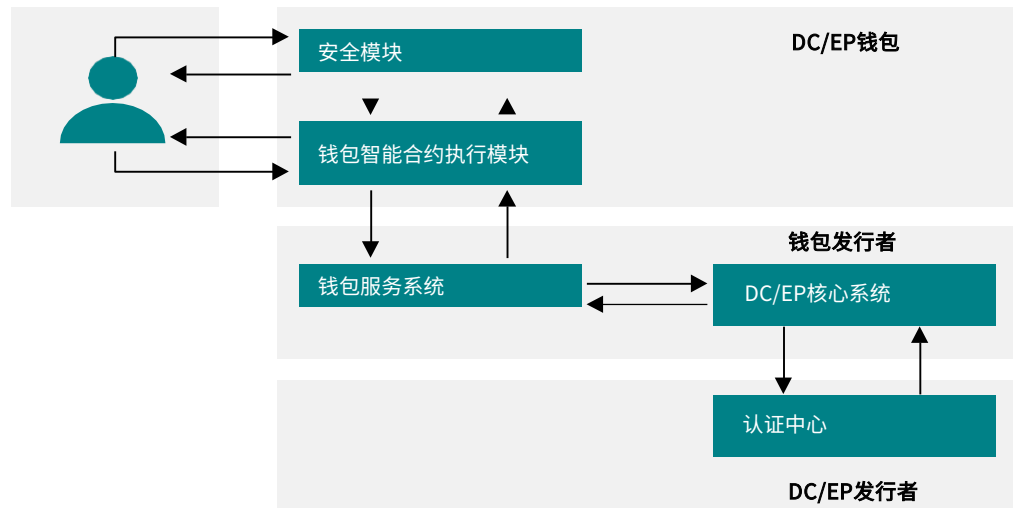 DC/EP钱包
安全模块
钱包智能合约执行模块
钱包发行者
钱包服务系统
DC/EP核心系统
认证中心
DC/EP发行者